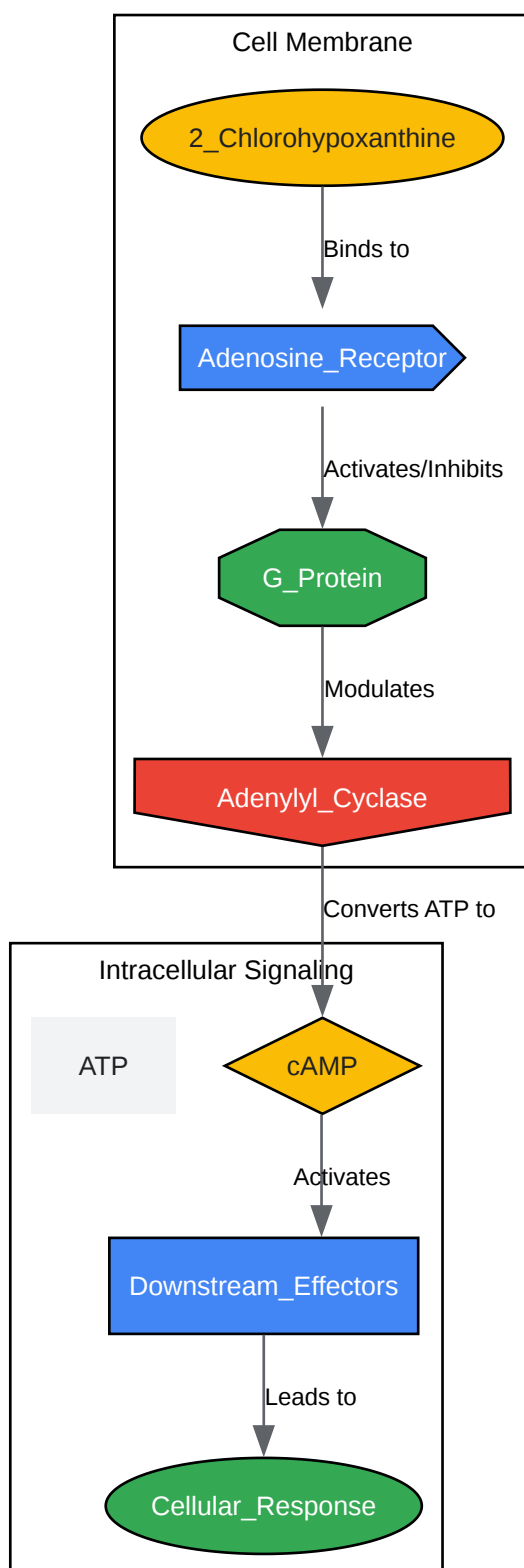 Cell Membrane
2_Chlorohypoxanthine
Binds to
Adenosine_Receptor
Activates/Inhibits
G_Protein
Modulates
Adenylyl_Cyclase
Converts ATP to
Intracellular Signaling
ATP
cAMP
Activates
Downstream_Effectors
Leads to
Cellular_Response